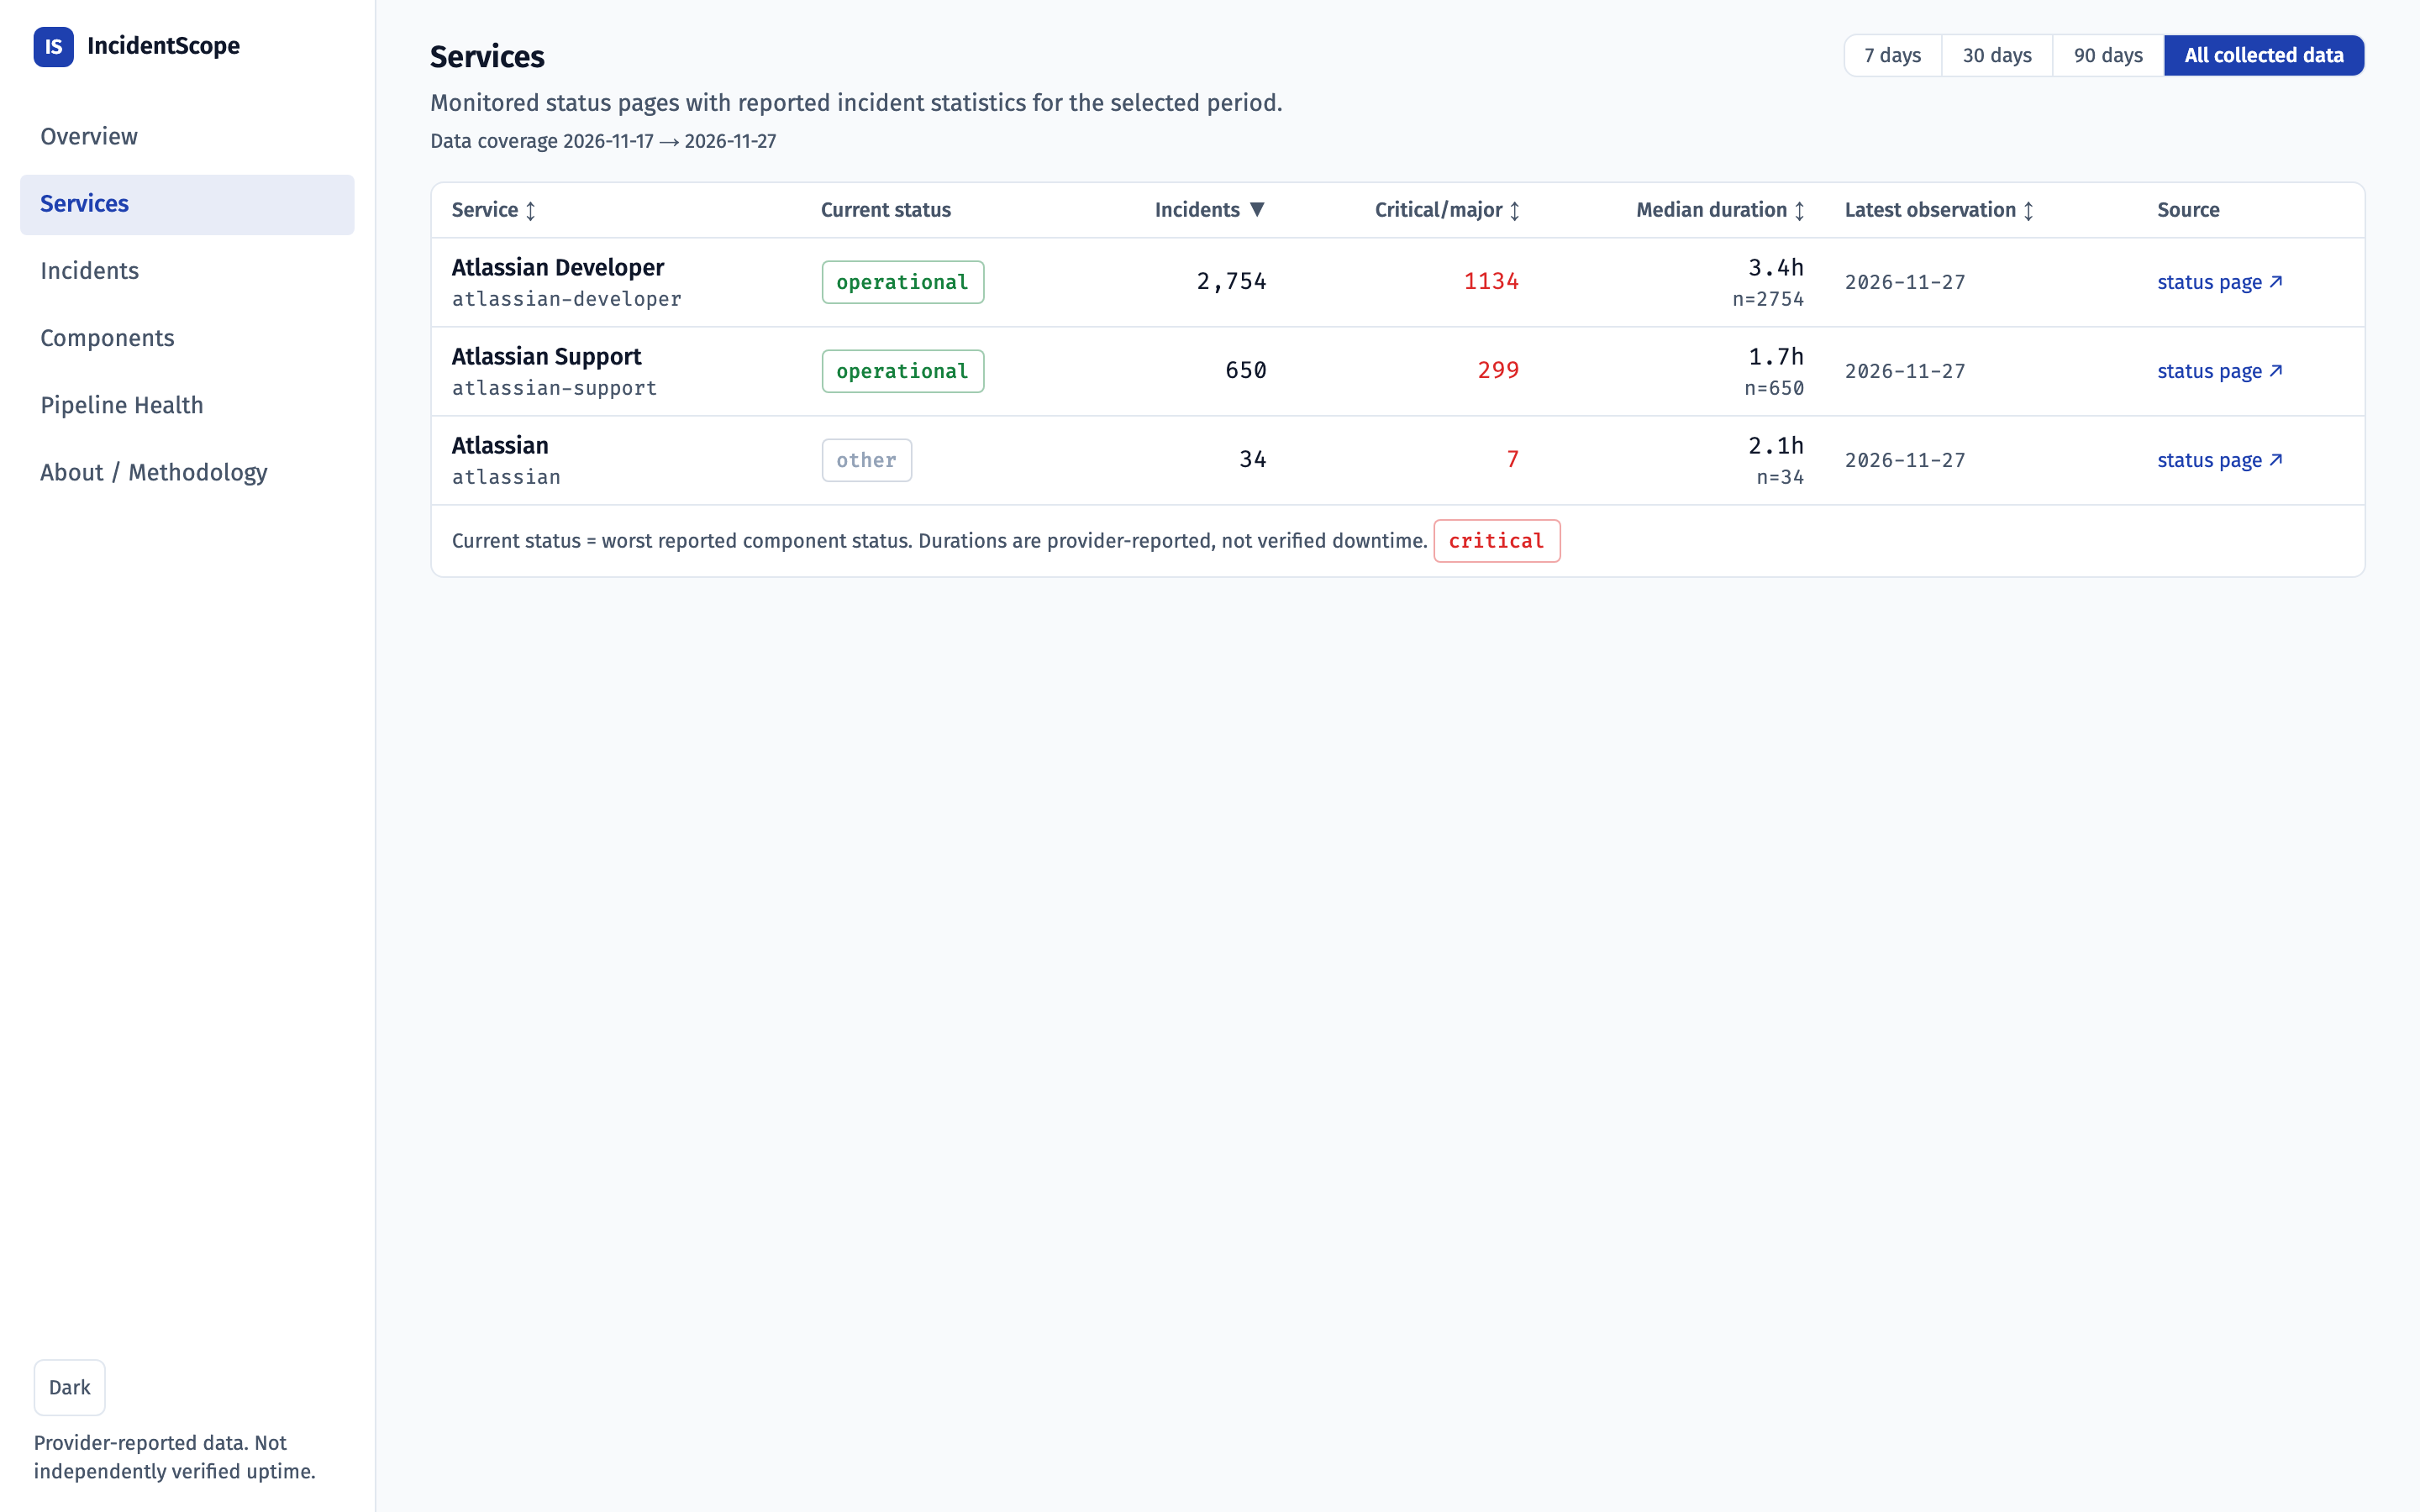 IS IncidentScope
Overview
Services
Incidents
Components
Pipeline Health
About / Methodology
Dark
Provider-reported data. Not
independently verified uptime.
Services
7 days 30 days 90 days All collected data
Monitored status pages with reported incident statistics for the selected period.
Data coverage 2026-11-17 → 2026-11-27
Service ↕ Current status Incidents ▼ Critical/major ↕ Median duration ↕ Latest observation ↕ Source
Atlassian Developer operational 2,754 1134 3.4h 2026-11-27 status page ↗
atlassian-developer n=2754
Atlassian Support operational 650 299 1.7h 2026-11-27 status page ↗
atlassian-support n=650
Atlassian other 34 7 2.1h 2026-11-27 status page ↗
atlassian n=34
Current status = worst reported component status. Durations are provider-reported, not verified downtime. critical